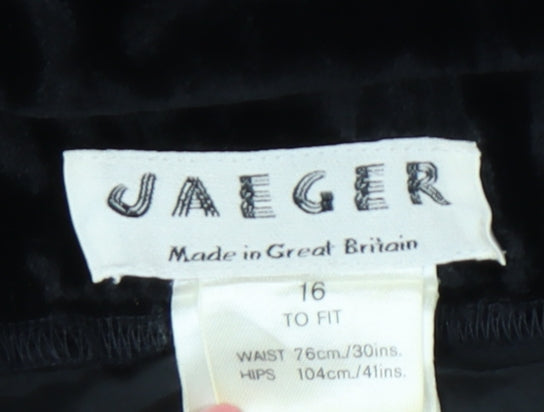 JAEGER
Made in Great Britain
16
TO FIT
WAIST 76cm./30ins.
HIPS 104cm./41ins.